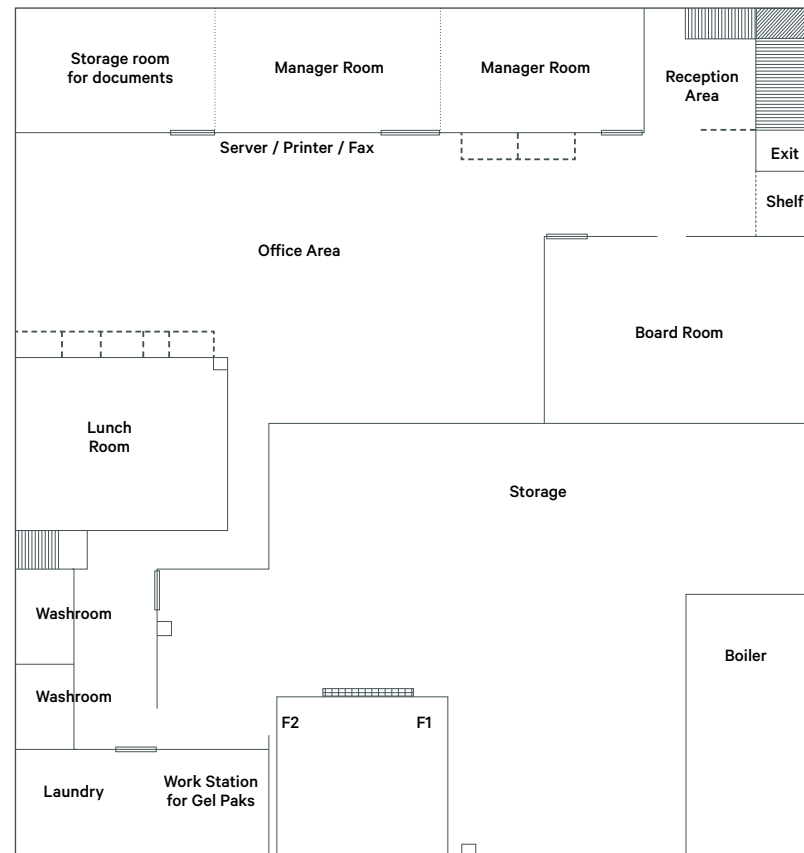 Storage room
for documents
Manager Room
Manager Room
Reception
Area
Server / Printer / Fax
Exit
Shelf
Office Area
Board Room
Lunch
Room
Storage
Washroom
Boiler
Washroom
F2
F1
Laundry
Work Station
for Gel Paks